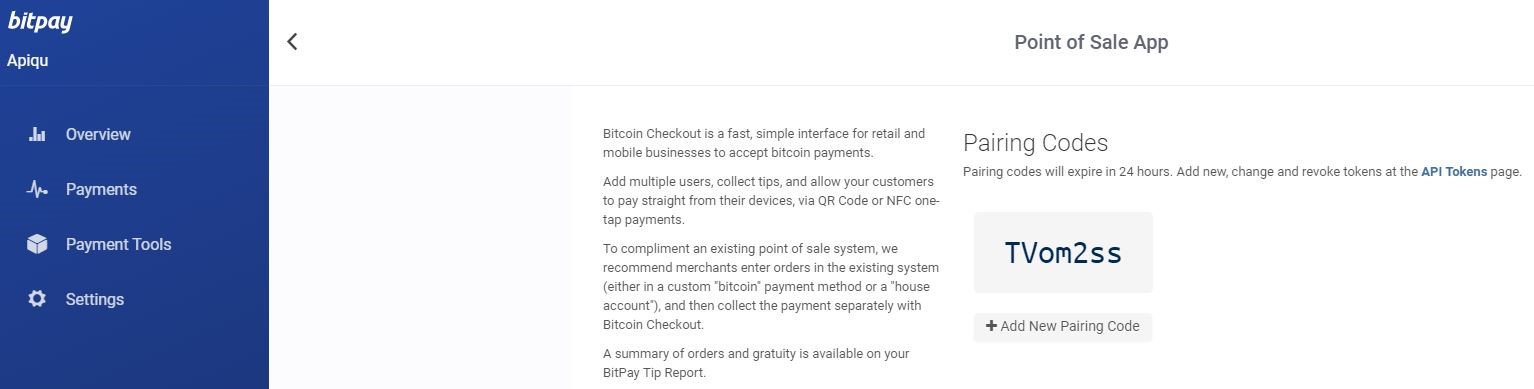 bitpay
Apiqu
Overview
Payments
Payment Tools
Settings
Point of Sale App
Bitcoin Checkout is a fast, simple interface for retail and
mobile businesses to accept bitcoin payments.
Add multiple users, collect tips, and allow your customers
to pay straight from their devices, via QR Code or NFC one-
tap payments.
To compliment an existing point of sale system, we
recommend merchants enter orders in the existing system
(either in a custom "bitcoin" payment method or a "house
account"), and then collect the payment separately with
Bitcoin Checkout.
A summary of orders and gratuity is available on your
BitPay Tip Report.
Pairing Codes
Pairing codes will expire in 24 hours. Add new, change and revoke tokens at the API Tokens page.
TVom2ss
Add New Pairing Code